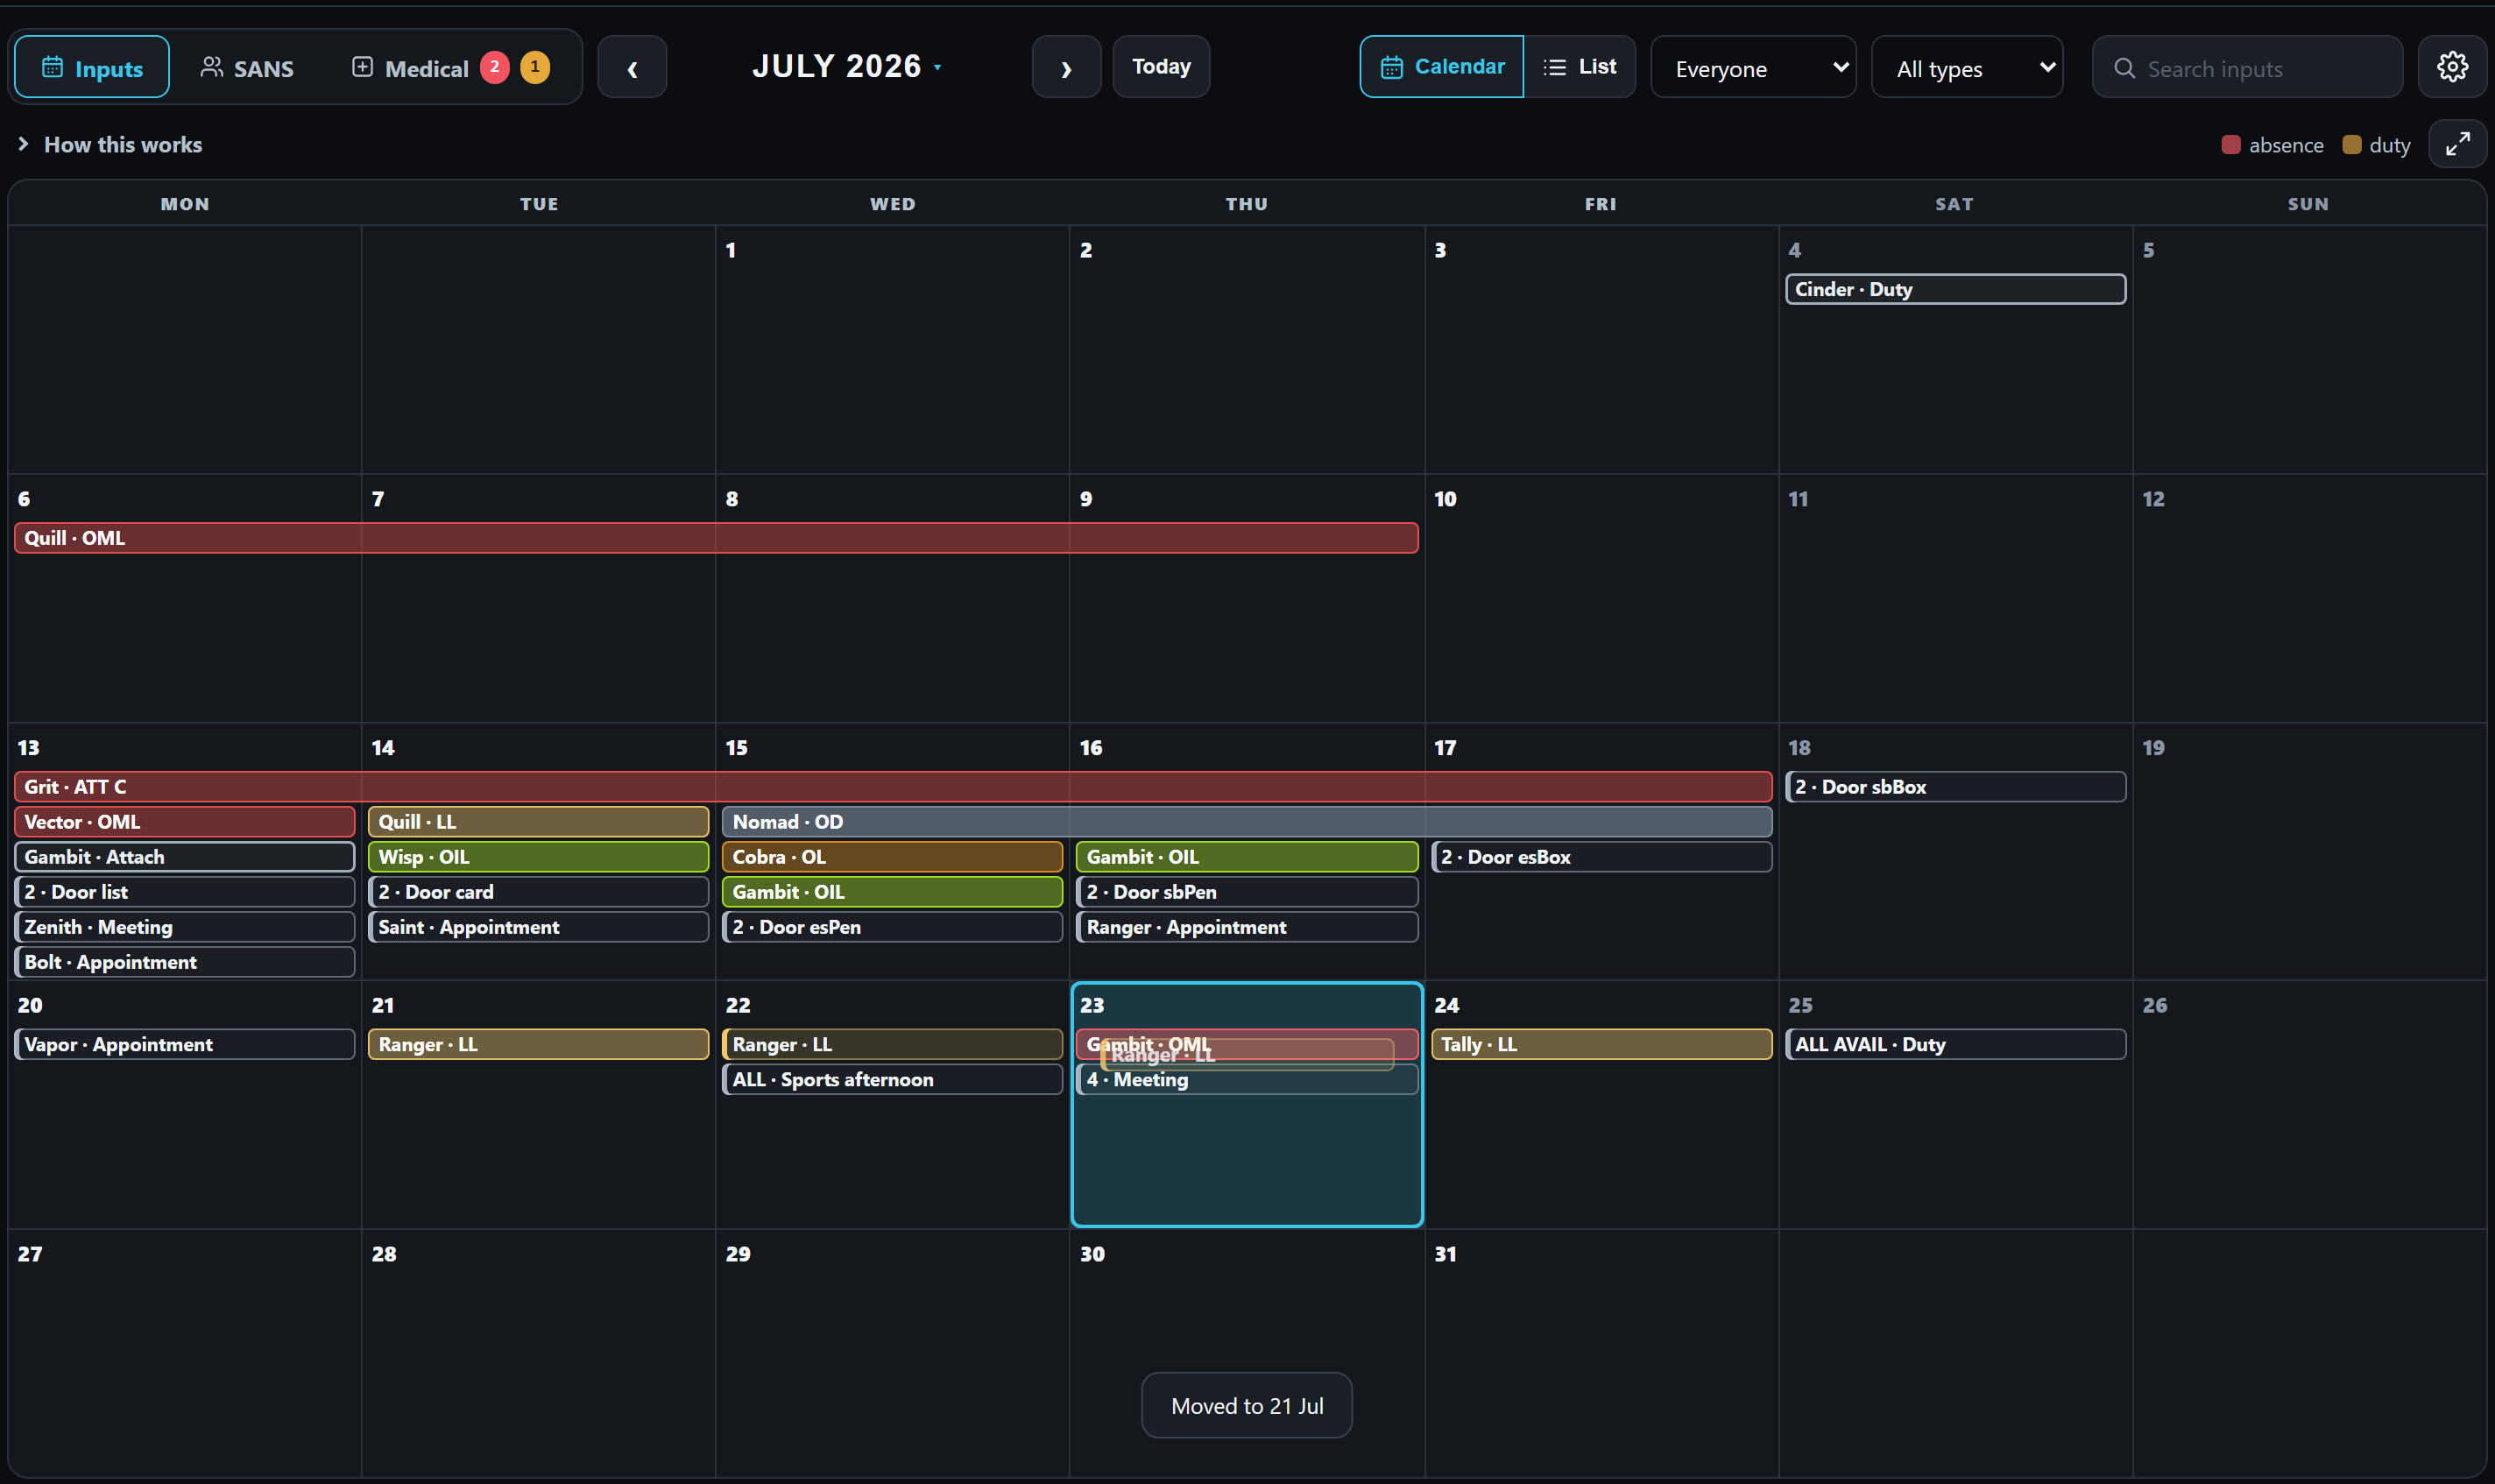 Inputs
SANS
Medical 2 1
‹
JULY 2026
›
Today
Calendar
List
Everyone
All types
Search inputs
How this works
absence
duty
MON TUE WED THU FRI SAT SUN
1 2 3 4 5
Cinder · Duty
6 7 8 9 10 11 12
Quill · OML
13 14 15 16 17 18 19
Grit · ATT C
2 · Door sbBox
Vector · OML
Quill · LL
Nomad · OD
Gambit · Attach
Wisp · OIL
Cobra · OL
Gambit · OIL
2 · Door esBox
2 · Door list
2 · Door card
Gambit · OIL
2 · Door sbPen
Zenith · Meeting
Saint · Appointment
2 · Door esPen
Ranger · Appointment
Bolt · Appointment
20 21 22 23 24 25 26
Vapor · Appointment
Ranger · LL
Ranger · LL
Gambit · OML
Ranger · LL
Tally · LL
ALL AVAIL · Duty
ALL · Sports afternoon
4 · Meeting
27 28 29 30 31
Moved to 21 Jul